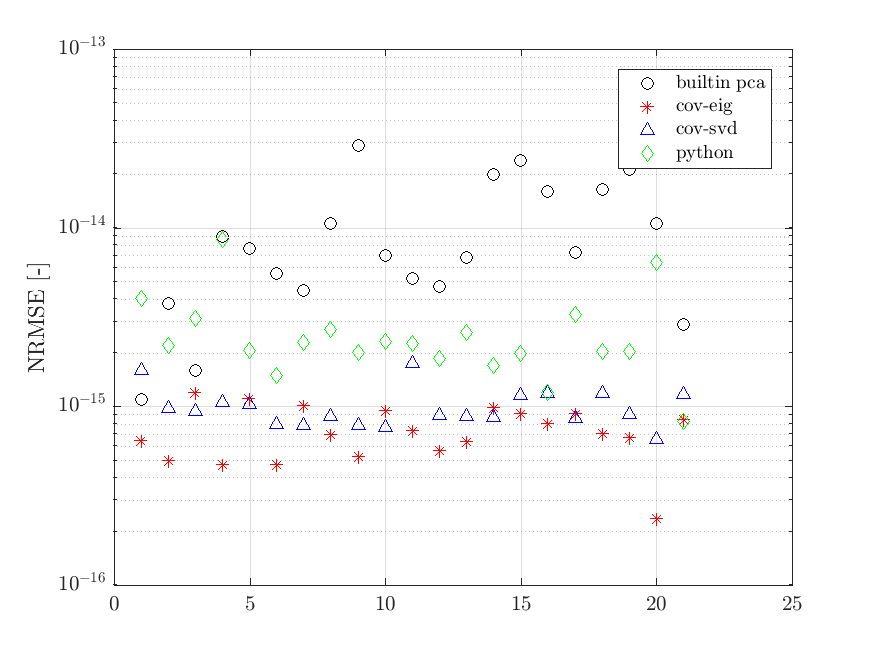 10^{-13}
builtin pca
cov-eig
cov-svd
python
10^{-14}
NRMSE [-]
10^{-15}
10^{-16}
0 5 10 15 20 25